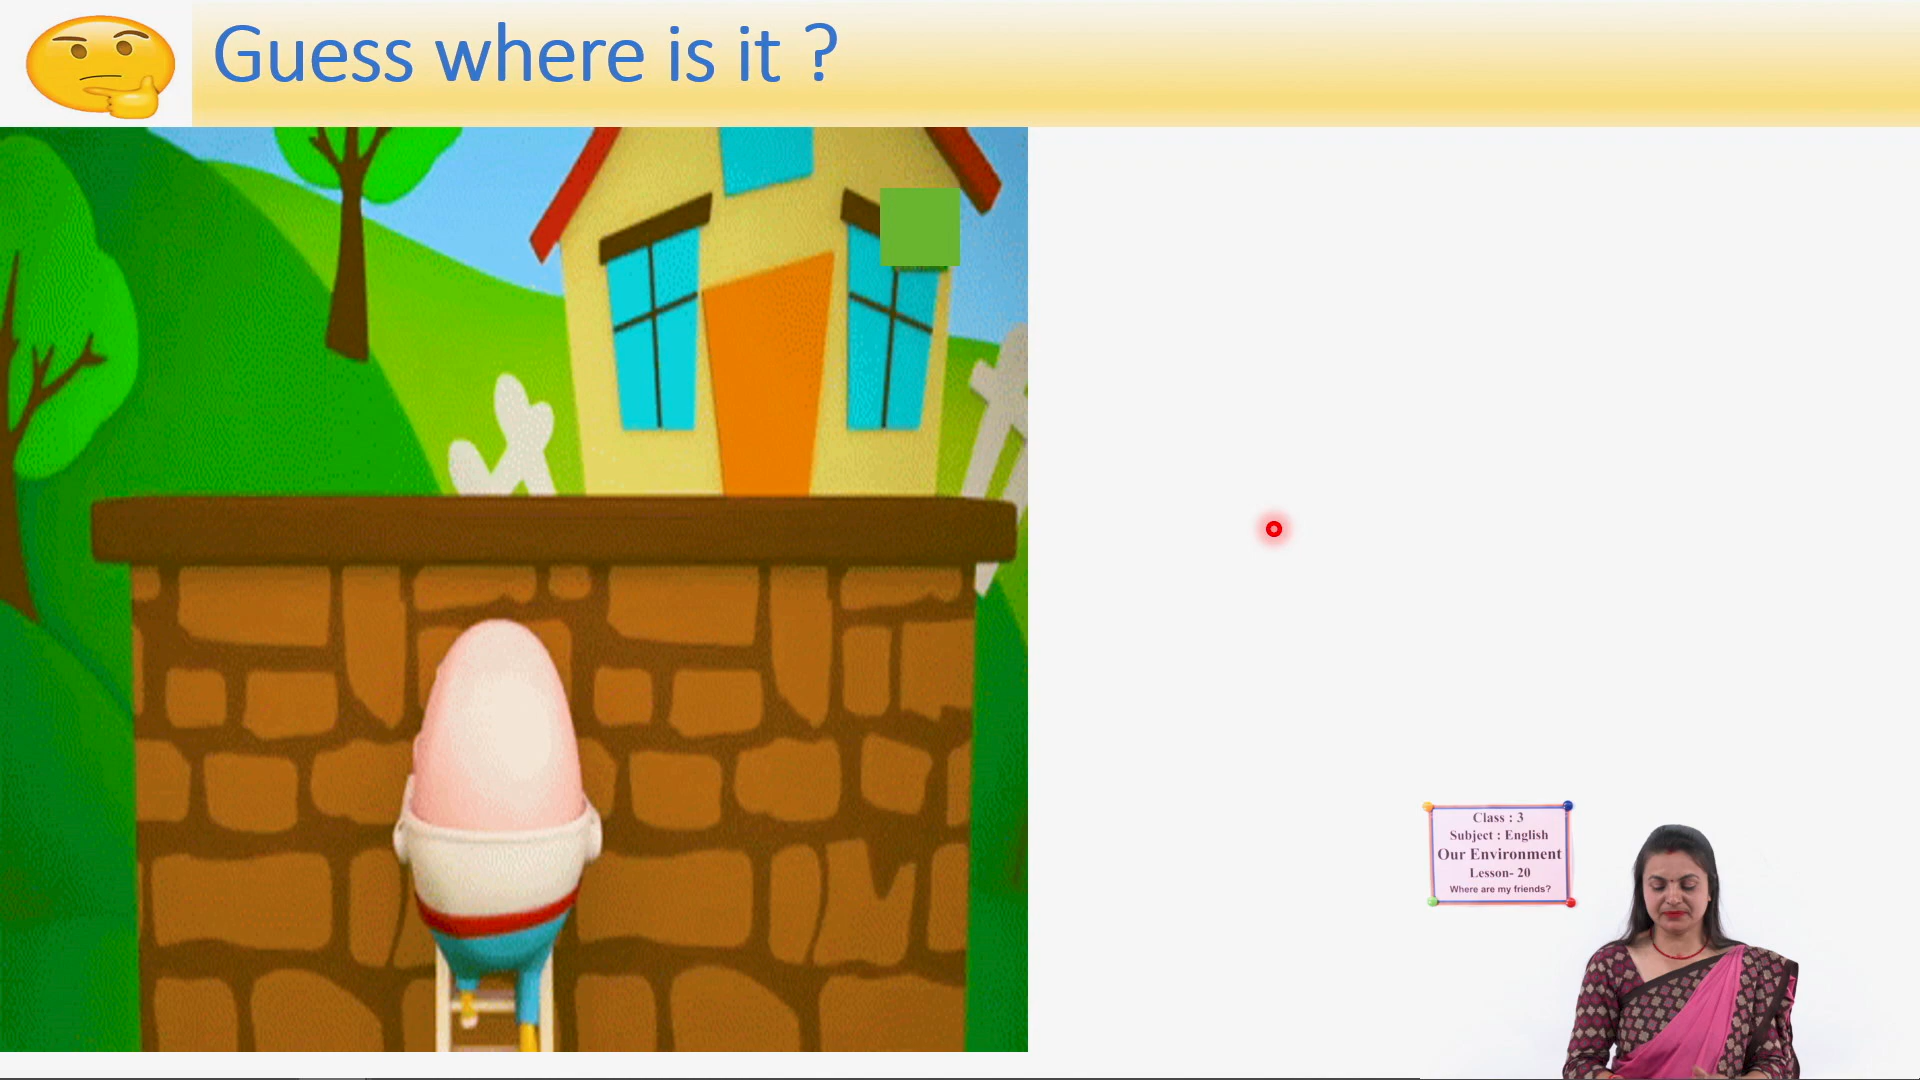 Guess where is it ?
Class : 3
Subject : English
Our Environment
Lesson- 20
Where are my friends?